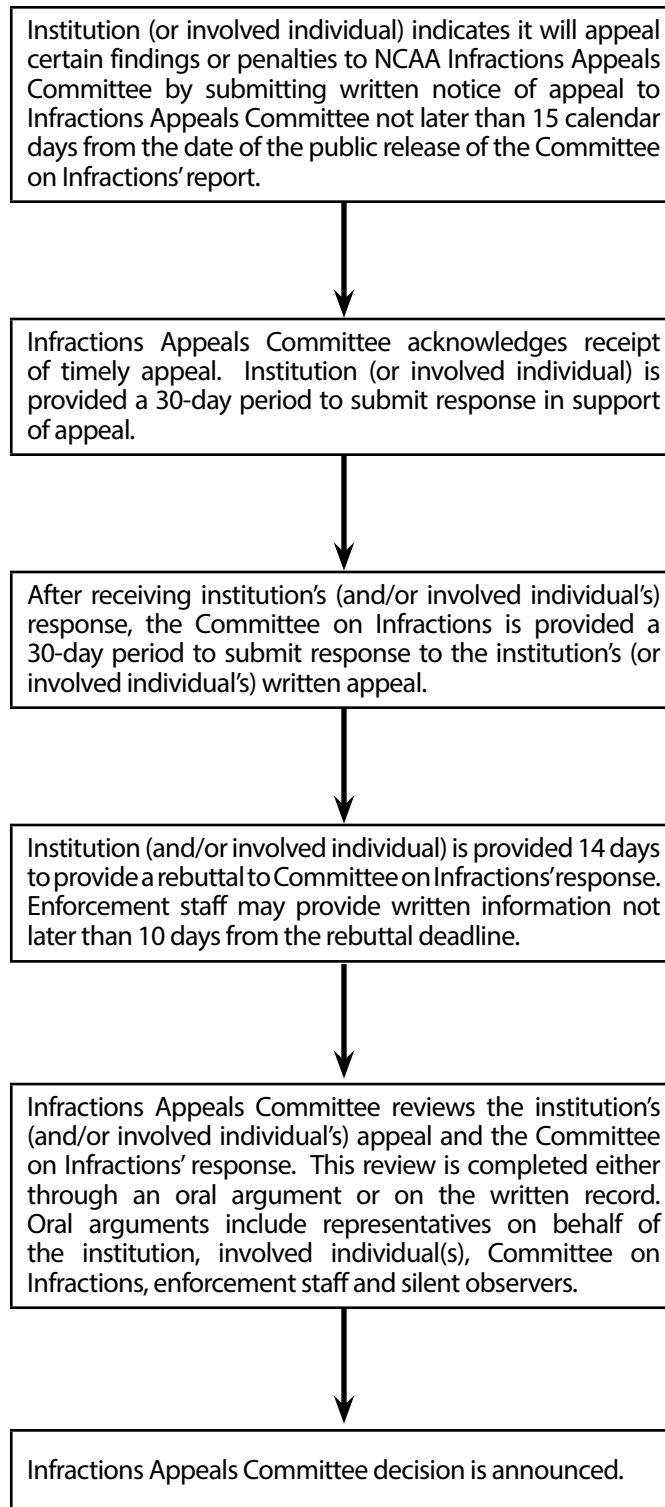 Institution (or involved individual) indicates it will appeal
certain findings or penalties to NCAA Infractions Appeals
Committee by submitting written notice of appeal to
Infractions Appeals Committee not later than 15 calendar
days from the date of the public release of the Committee
on Infractions' report.
Infractions Appeals Committee acknowledges receipt
of timely appeal. Institution (or involved individual) is
provided a 30-day period to submit response in support
of appeal.
After receiving institution's (and/or involved individual's)
response, the Committee on Infractions is provided a
30-day period to submit response to the institution's (or
involved individual's) written appeal.
Institution (and/or involved individual) is provided 14 days
to provide a rebuttal to Committee on Infractions' response.
Enforcement staff may provide written information not
later than 10 days from the rebuttal deadline.
Infractions Appeals Committee reviews the institution's
(and/or involved individual's) appeal and the Committee
on Infractions' response. This review is completed either
through an oral argument or on the written record.
Oral arguments include representatives on behalf of
the institution, involved individual(s), Committee on
Infractions, enforcement staff and silent observers.
Infractions Appeals Committee decision is announced.